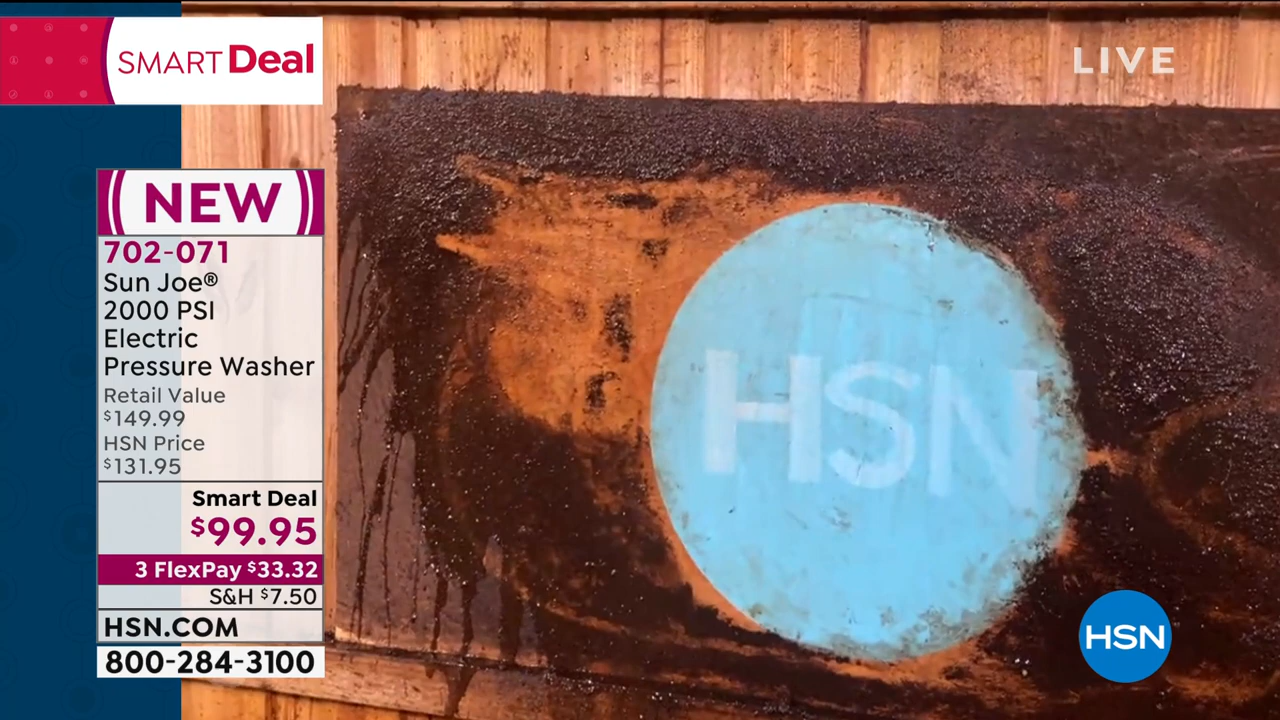 SMART Deal
LIVE
NEW
702-071
Sun Joe®
2000 PSI
Electric
Pressure Washer
Retail Value
$149.99
HSN Price
$131.95
Smart Deal
$99.95
3 FlexPay $33.32
S&H $7.50
HSN.COM
800-284-3100
HSN
HSN